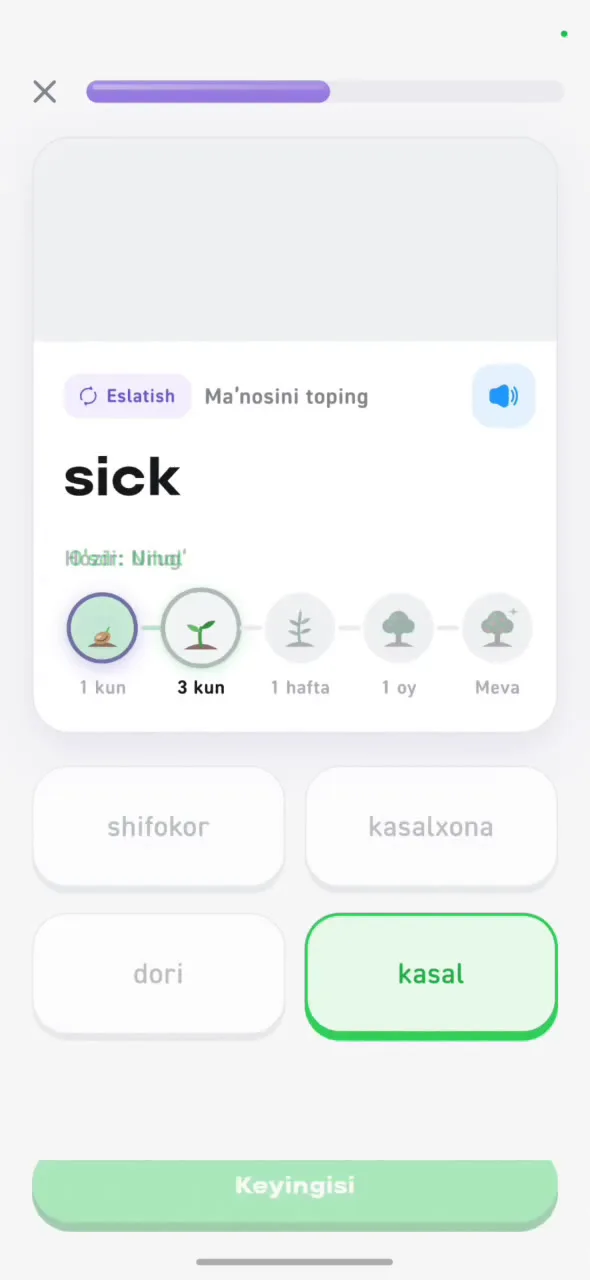 Eslatish Ma'nosini toping
sick
1 kun 3 kun 1 hafta 1 oy Meva
shifokor kasalxona
dori kasal
Keyingisi